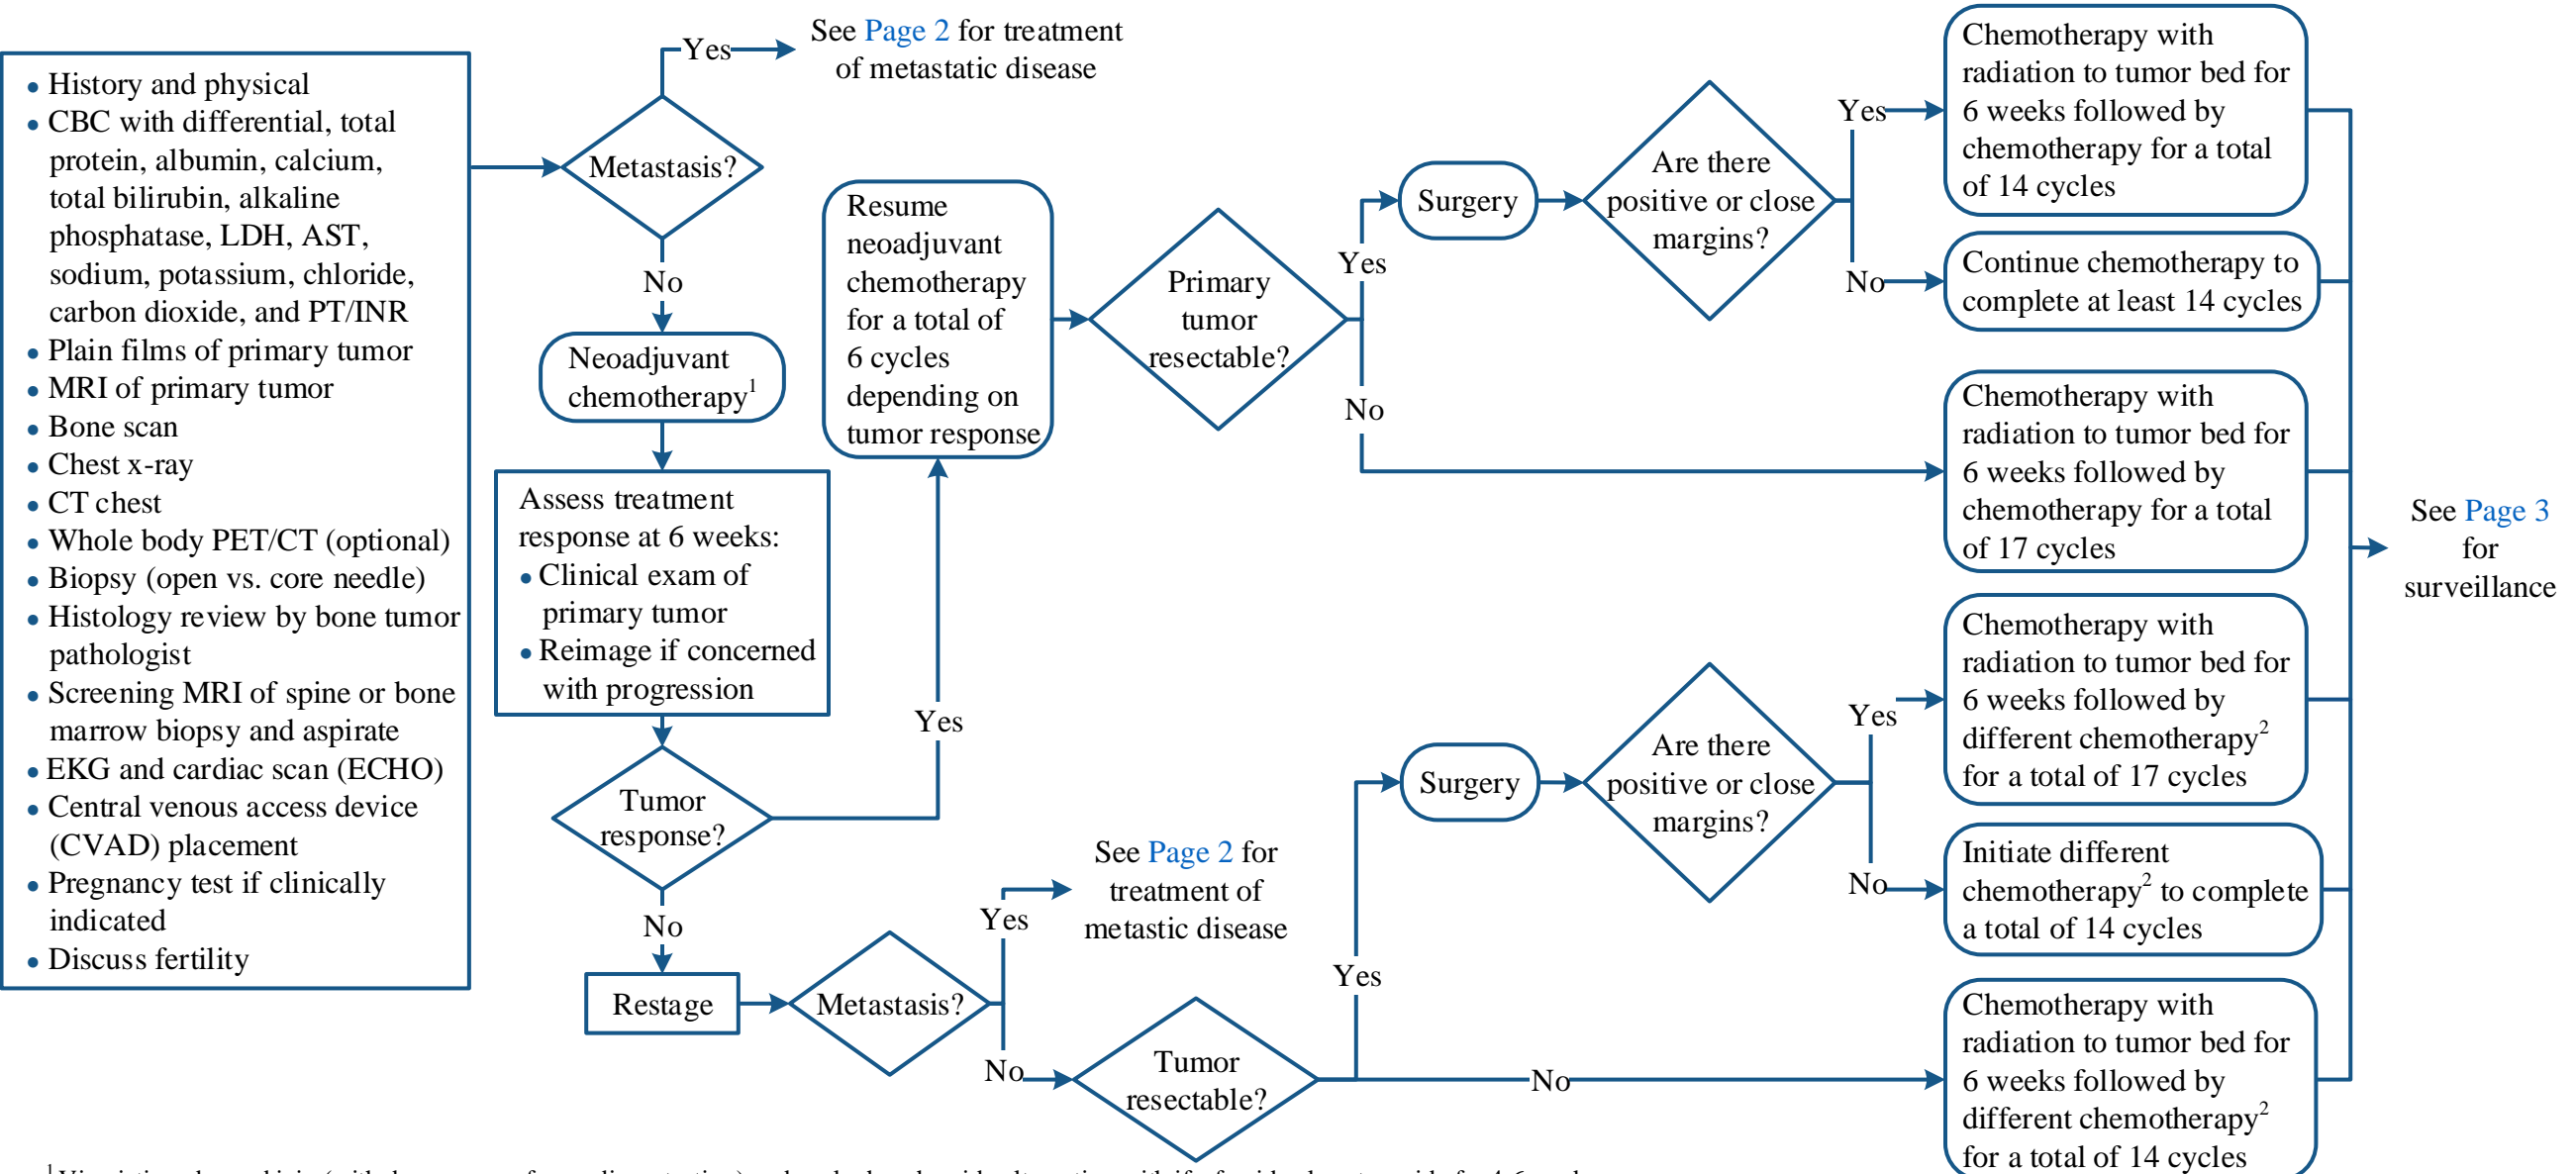 • History and physical
• CBC with differential, total
protein, albumin, calcium,
total bilirubin, alkaline
phosphatase, LDH, AST,
sodium, potassium, chloride,
carbon dioxide, and PT/INR
• Plain films of primary tumor
• MRI of primary tumor
• Bone scan
• Chest x-ray
• CT chest
• Whole body PET/CT (optional)
• Biopsy (open vs. core needle)
• Histology review by bone tumor
pathologist
• Screening MRI of spine or bone
marrow biopsy and aspirate
• EKG and cardiac scan (ECHO)
• Central venous access device
(CVAD) placement
• Pregnancy test if clinically
indicated
• Discuss fertility
Metastasis?
Yes
See Page 2 for treatment
of metastatic disease
No
Neoadjuvant
chemotherapy¹
Assess treatment
response at 6 weeks:
• Clinical exam of
primary tumor
• Reimage if concerned
with progression
Tumor
response?
Yes
Resume
neoadjuvant
chemotherapy
for a total of
6 cycles
depending on
tumor response
Primary
tumor
resectable?
Yes
Surgery
Are there
positive or close
margins?
Yes
Chemotherapy with
radiation to tumor bed for
6 weeks followed by
chemotherapy for a total
of 14 cycles
No
Continue chemotherapy to
complete at least 14 cycles
No
Chemotherapy with
radiation to tumor bed for
6 weeks followed by
chemotherapy for a total
of 17 cycles
No
Restage
Metastasis?
Yes
See Page 2 for
treatment of
metastic disease
No
Tumor
resectable?
Yes
Surgery
Are there
positive or close
margins?
Yes
Chemotherapy with
radiation to tumor bed for
6 weeks followed by
different chemotherapy²
for a total of 17 cycles
No
Initiate different
chemotherapy² to complete
a total of 14 cycles
No
Chemotherapy with
radiation to tumor bed for
6 weeks followed by
different chemotherapy²
for a total of 14 cycles
See Page 3
for
surveillance